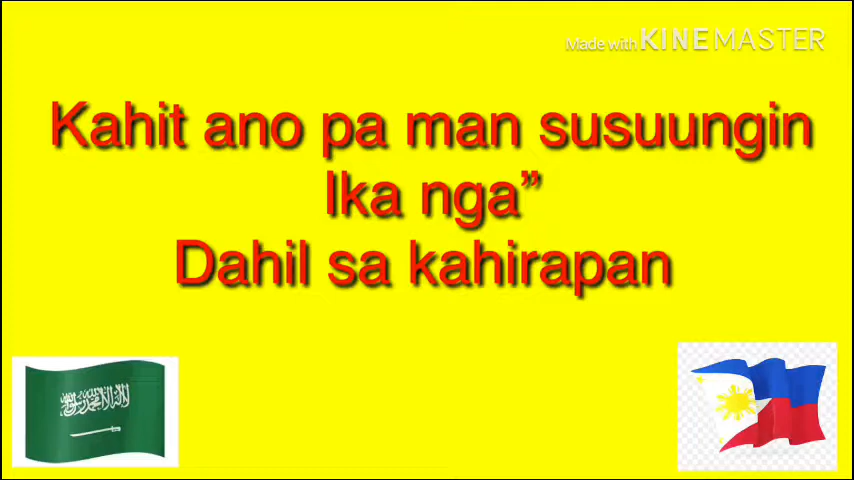 Made with KINEMASTER
Kahit ano pa man susuungin
Ika nga”
Dahil sa kahirapan